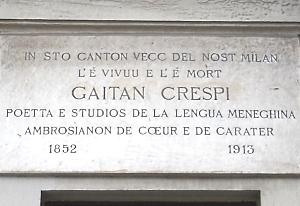 IN STO CANTON VECC DEL NOST MILAN
L'É VIVUU E L'É MORT
GAITAN CRESPI
POETTA E STUDIOS DE LA LENGUA MENEGHINA
AMBROSIANON DE CŒUR E DE CARATER
1852 1913